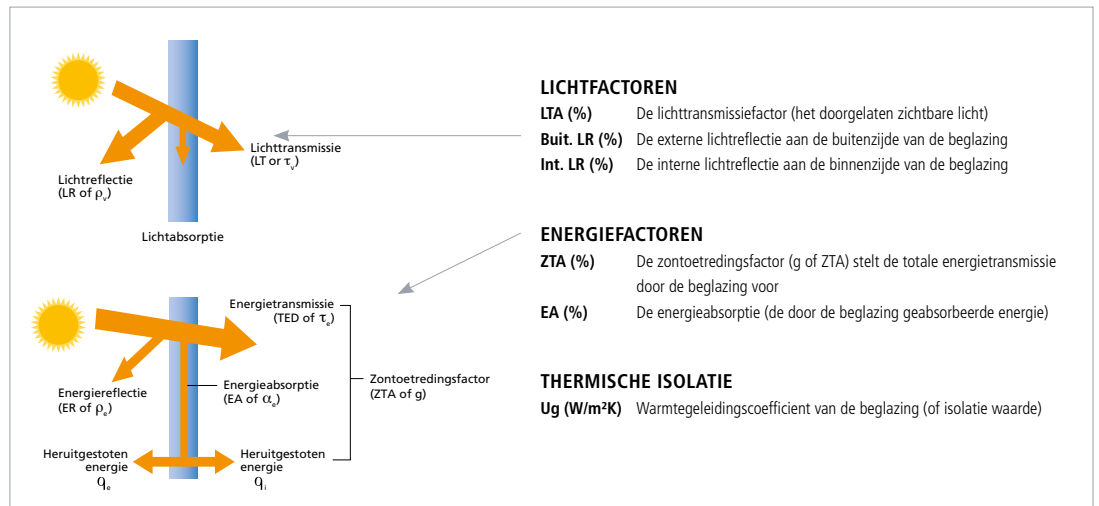 Lichttransmissie
(LT or τv)
Lichtreflectie
(LR of ρv)
Lichtabsorptie
LICHTFACTOREN
LTA (%) De lichttransmissiefactor (het doorgelaten zichtbare licht)
Buit. LR (%) De externe lichtreflectie aan de buitenzijde van de beglazing
Int. LR (%) De interne lichtreflectie aan de binnenzijde van de beglazing
Energietransmissie
(TED of τe)
Energiereflectie
(ER of ρe)
Energieabsorptie
(EA of αe)
Zontoetredingsfactor
(ZTA of g)
Heruitgestoten
energie
qe
Heruitgestoten
energie
qi
ENERGIEFACTOREN
ZTA (%) De zontoetredingsfactor (g of ZTA) stelt de totale energietransmissie
door de beglazing voor
EA (%) De energieabsorptie (de door de beglazing geabsorbeerde energie)
THERMISCHE ISOLATIE
Ug (W/m²K) Warmtegeleidingscoefficient van de beglazing (of isolatie waarde)